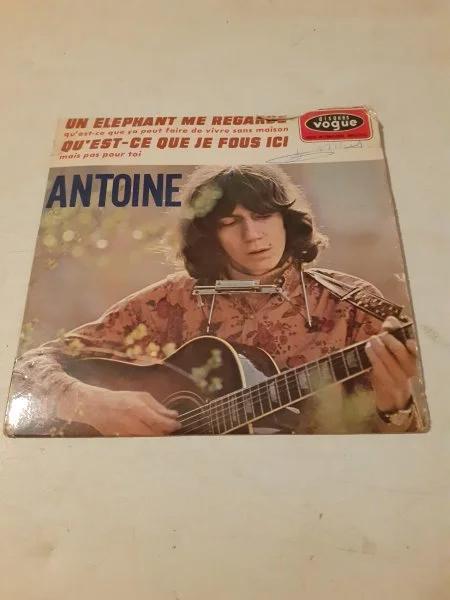 UN ELEPHANT ME REGARDE
qu'est-ce que ça peut faire de vivre sans maison
QU'EST-CE QUE JE FOUS ICI
mais pas pour toi
disques
vogue
ANTOINE